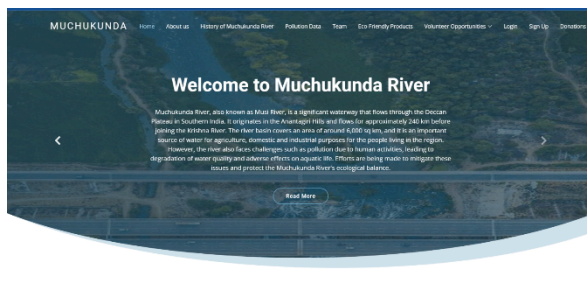 MUCHUKUNDA Home About us History of Muchukunda River Pollution Data Team Eco Friendly Products Volunteer Opportunities Login Sign Up Donations
Welcome to Muchukunda River
Muchukunda River, also known as Musi River, is a significant waterway that flows through the Deccan
Plateau in Southern India. It originates in the Anantagiri Hills and flows for approximately 240 km before
joining the Krishna River. The river basin covers an area of around 6,000 sq km, and it is an important
source of water for agriculture, domestic and industrial purposes for the people living in the region.
However, the river also faces challenges such as pollution due to human activities, leading to
degradation of water quality and adverse effects on aquatic life. Efforts are being made to mitigate these
issues and protect the Muchukunda River's ecological balance.
Read More